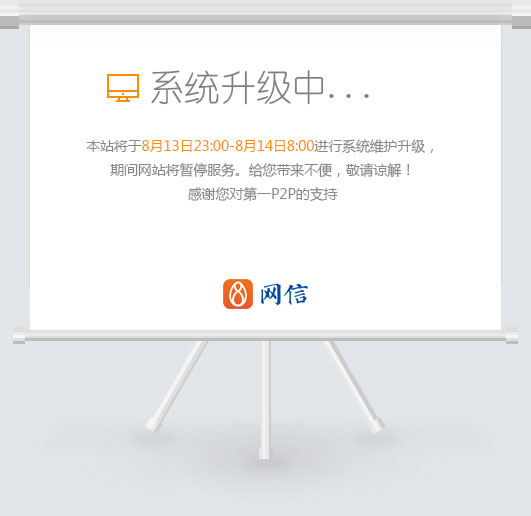 系统升级中...
本站将于8月13日23:00-8月14日8:00进行系统维护升级，
期间网站将暂停服务。给您带来不便，敬请谅解！
感谢您对第一P2P的支持
网信